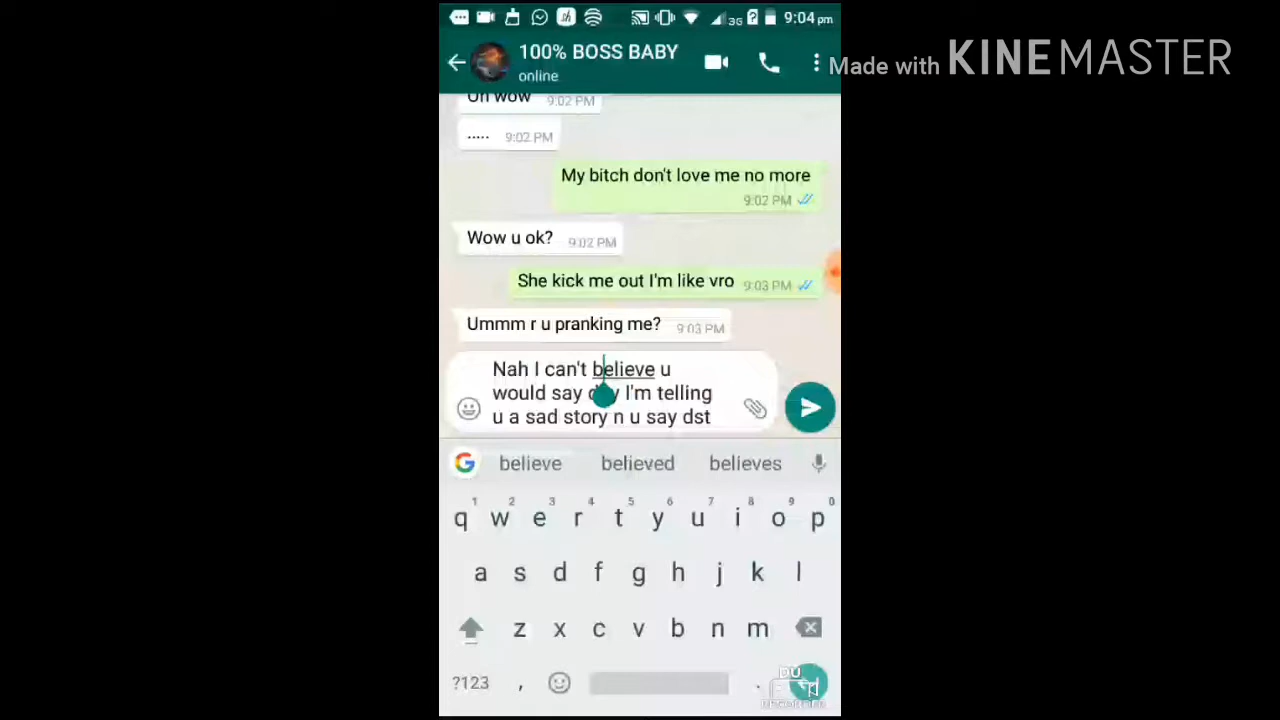 9:04 pm
3G
100% BOSS BABY
online
Made with KINEMASTER
Oh wow 9:02 PM
..... 9:02 PM
My bitch don't love me no more
9:02 PM
Wow u ok? 9:02 PM
She kick me out I'm like vro 9:03 PM
Ummm r u pranking me? 9:03 PM
Nah I can't believe u
would say I'm telling
u a sad story n u say dst
G believe believed believes
1 2 3 4 5 6 7 8 9 0
q w e r t y u i o p
a s d f g h j k l
z x c v b n m
?123 , .
DU
RECORDER